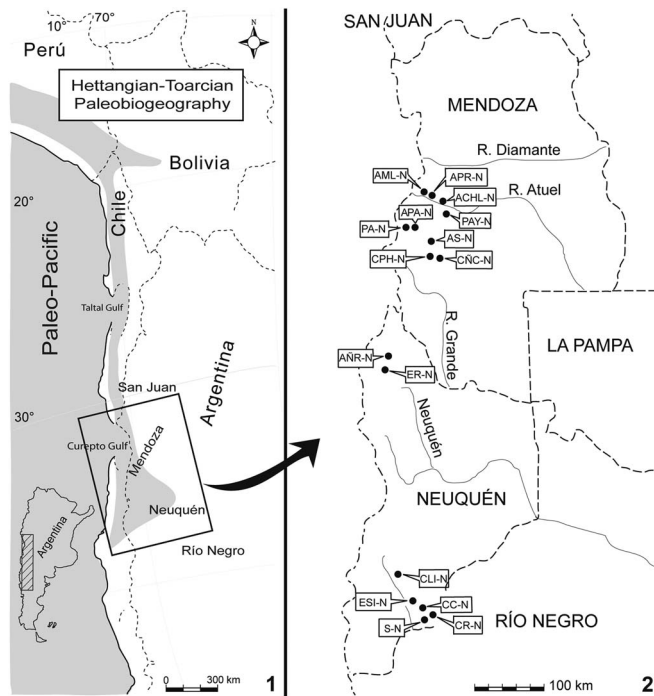 10°
70°
N
Perú
Hettangian-Toarcian
Paleobiogeography
Bolivia
20°
Chile
Paleo-Pacific
Taltal Gulf
Argentina
San Juan
30°
Curepto Gulf
Mendoza
Neuquén
Argentina
Río Negro
0
300 km
1
SAN JUAN
N
MENDOZA
R. Diamante
AML-N
APR-N
R. Atuel
ACHL-N
APA-N
PAY-N
PA-N
AS-N
CPH-N
CÑC-N
R. Grande
LA PAMPA
AÑR-N
ER-N
Neuquén
NEUQUÉN
CLI-N
ESI-N
CC-N
RÍO NEGRO
S-N
CR-N
100 km
2